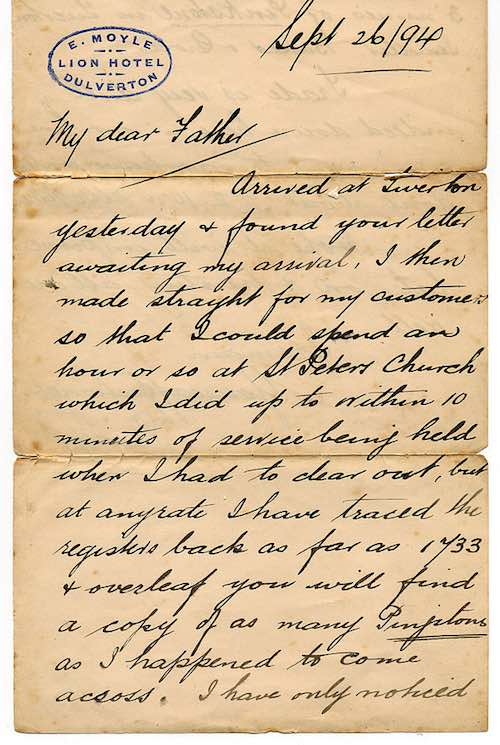 E. MOYLE
LION HOTEL
DULVERTON
Sept 26/94
My dear Father
Arrived at Tiverton
yesterday & found your letter
awaiting my arrival, I then
made straight for my customers
so that I could spend an
hour or so at St Peters Church
which I did up to within 10
minutes of service being held
when I had to clear out, but
at anyrate I have traced the
registers back as far as 1733
& overleaf you will find
a copy of as many Pingstons
as I happened to come
across. I have only noticed